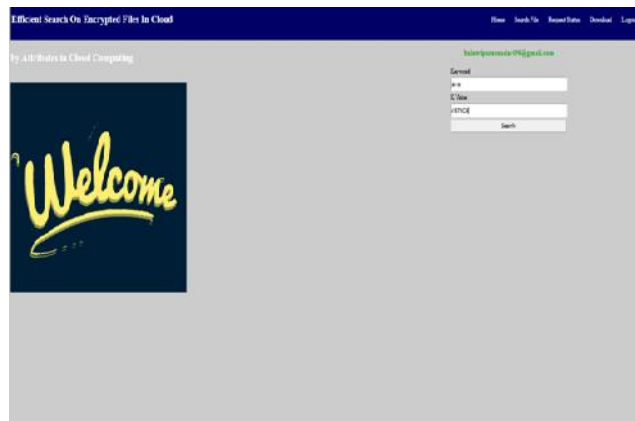 Efficient Search On Encrypted Files In Cloud
Home Search File Request Status Download
by Attributes in Cloud Computing
Keyword
Welcome
Search